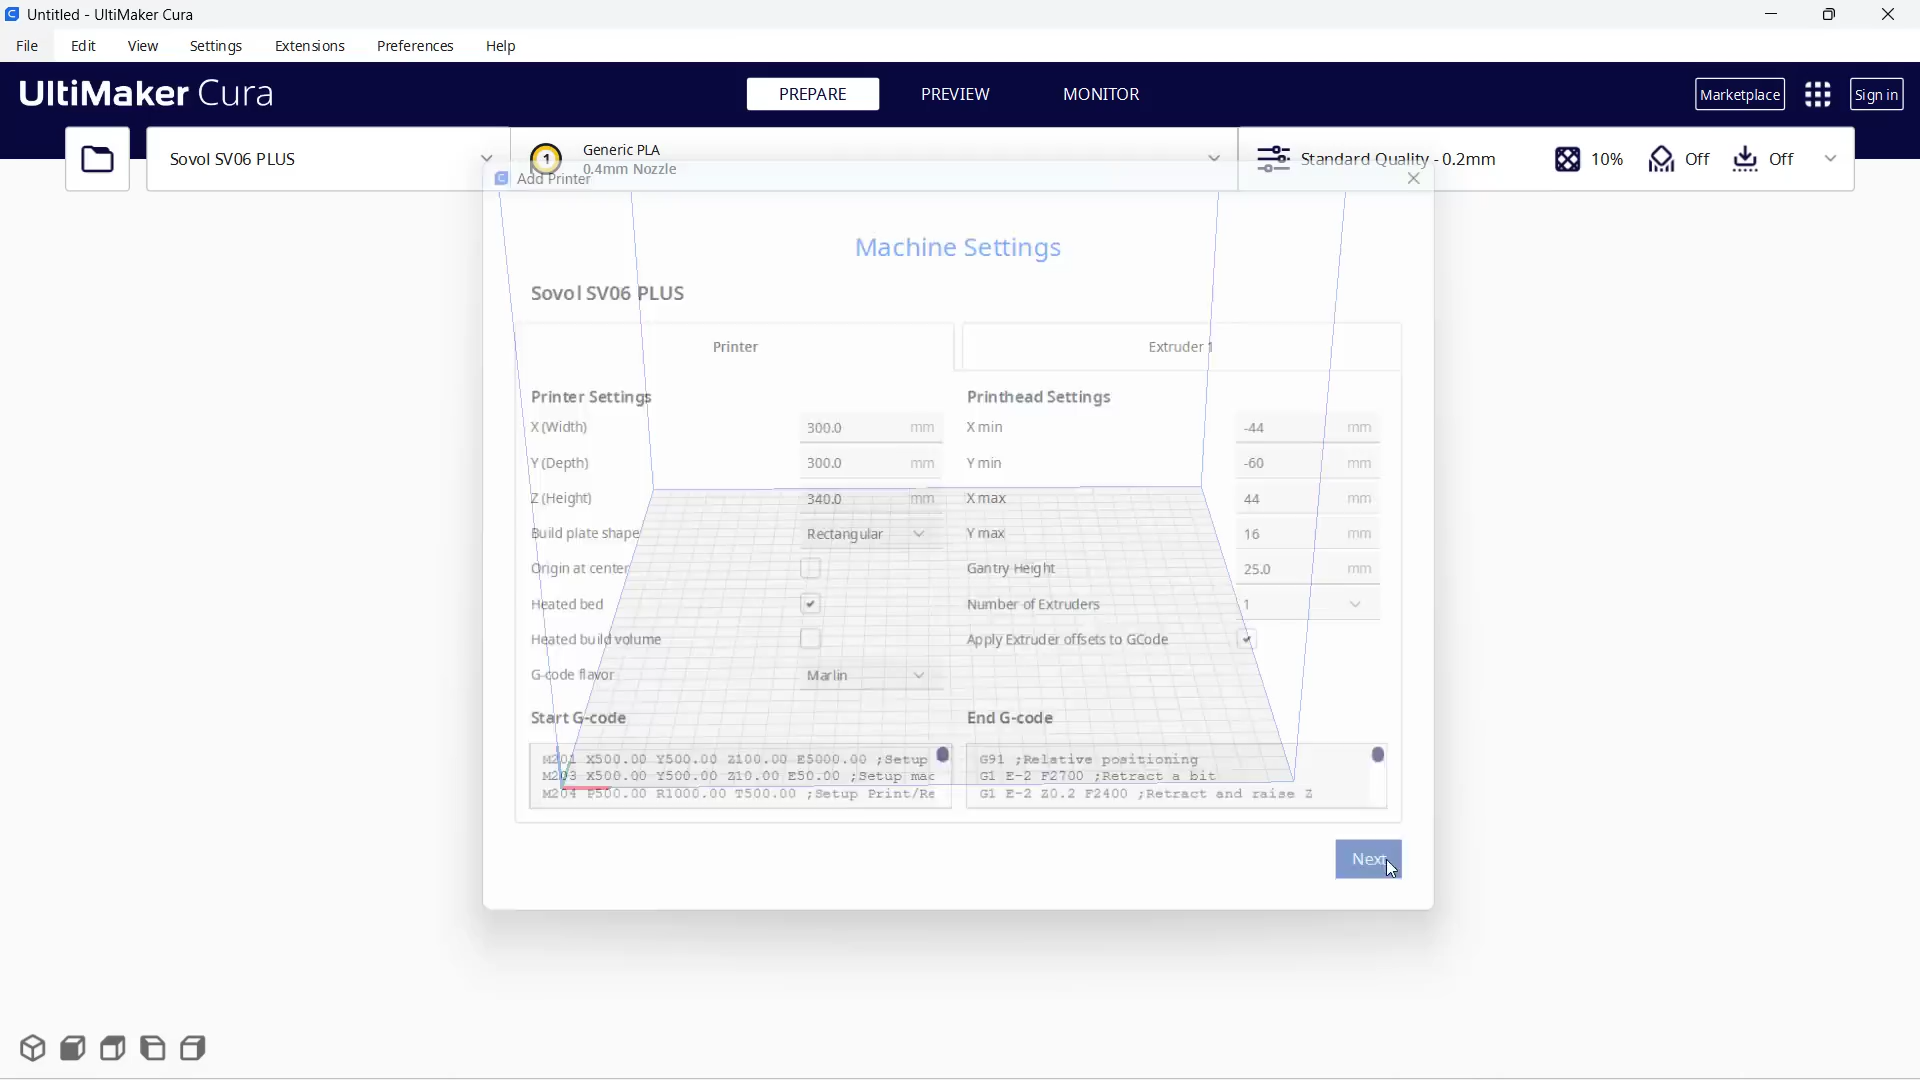 Untitled - UltiMaker Cura
File Edit View Settings Extensions Preferences Help
UltiMaker Cura
PREPARE PREVIEW MONITOR
Marketplace Sign in
Sovol SV06 PLUS
1 Generic PLA
0.4mm Nozzle
Standard Quality - 0.2mm 10% Off Off
Add Printer
Machine Settings
Sovol SV06 PLUS
Printer Extruder 1
Printer Settings Printhead Settings
X (Width) 300.0 mm X min -44 mm
Y (Depth) 300.0 mm Y min -60 mm
Z (Height) 340.0 mm X max 44 mm
Build plate shape Rectangular Y max 16 mm
Origin at center Gantry Height 25.0 mm
Heated bed Number of Extruders 1
Heated build volume Apply Extruder offsets to GCode
G-code flavor Marlin
Start G-code End G-code
M201 X500.00 Y500.00 Z100.00 E5000.00 ;Setup
M203 X500.00 Y500.00 Z10.00 E50.00 ;Setup mac
M204 P500.00 R1000.00 T500.00 ;Setup Print/Re
G91 ;Relative positioning
G1 E-2 F2700 ;Retract a bit
G1 E-2 Z0.2 F2400 ;Retract and raise Z
Next